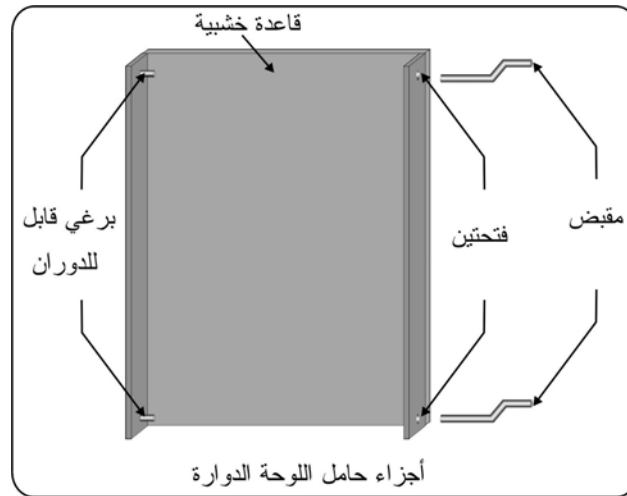 قاعدة خشبية
مقبض
فتحتين
برغي قابل
للدوران
أجزاء حامل اللوحة الدوارة